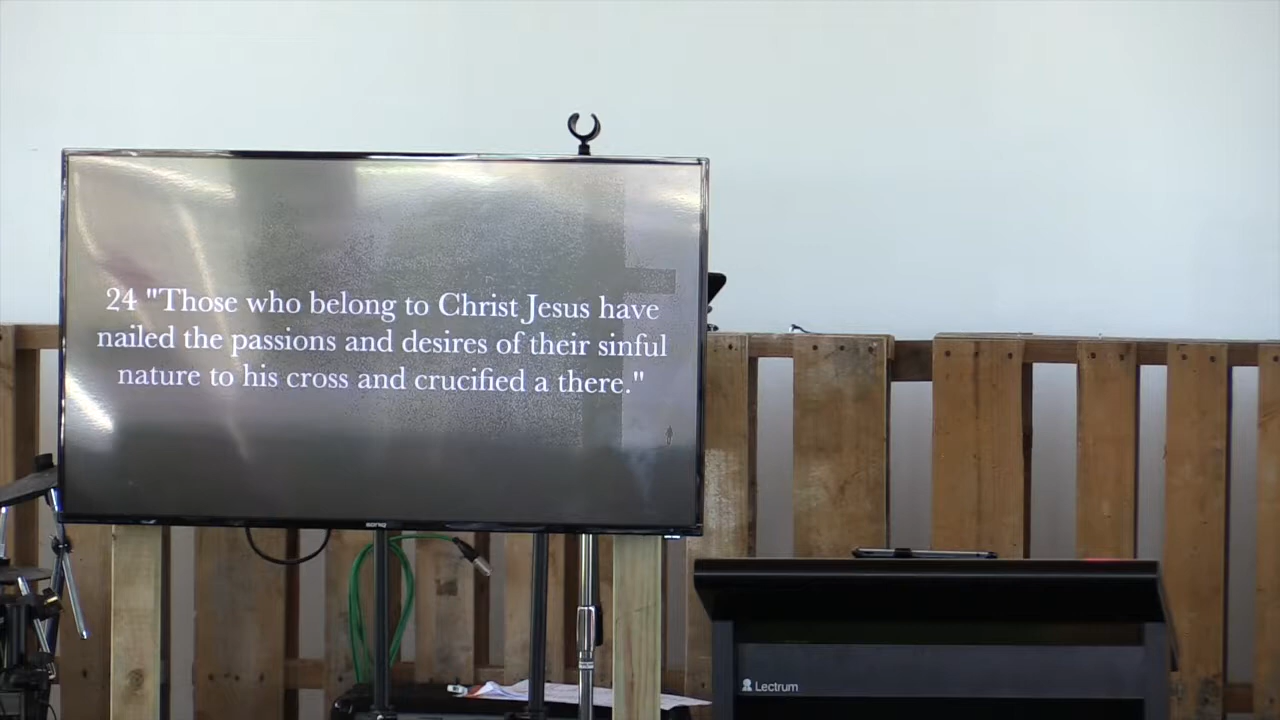 24 "Those who belong to Christ Jesus have
nailed the passions and desires of their sinful
nature to his cross and crucified a there."
soniq
Lectrum